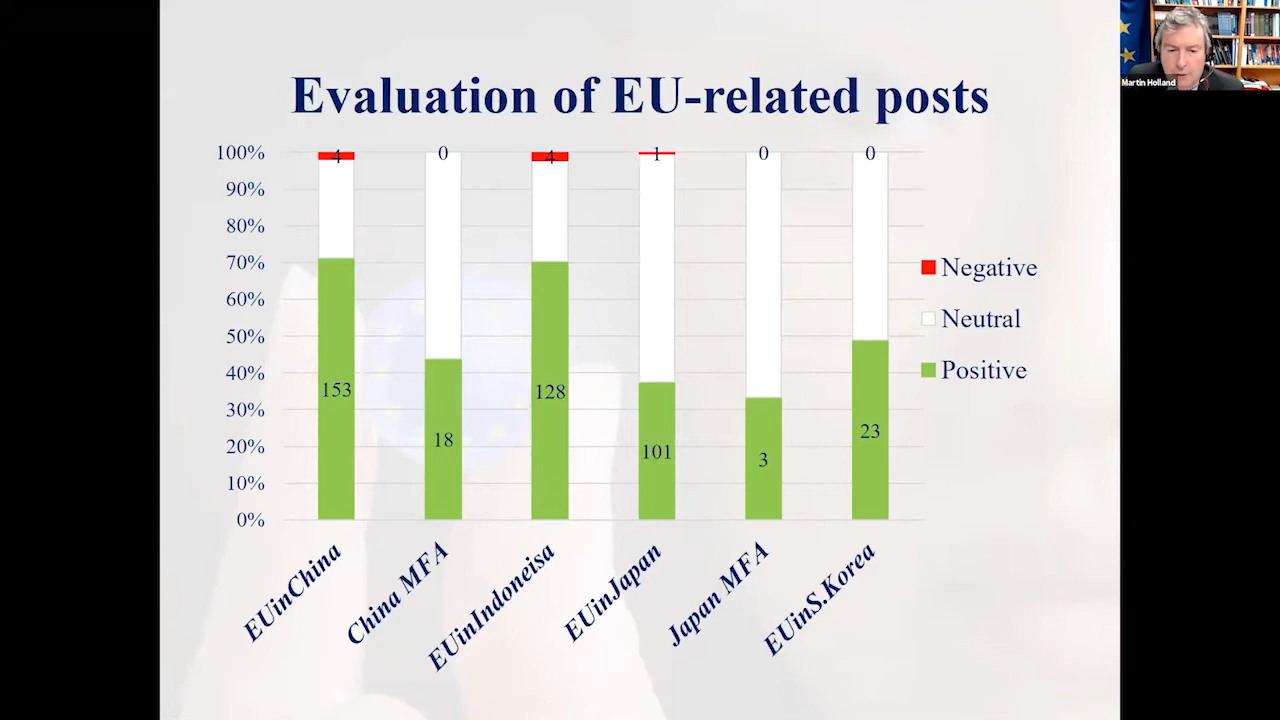 Evaluation of EU-related posts
Martin Holland
100%
90%
80%
70%
60%
50%
40%
30%
20%
10%
0%
4 0 4 1 0 0
153 18 128 101 3 23
Negative
Neutral
Positive
EUinChina
China MFA
EUinIndoneisa
EUinJapan
Japan MFA
EUinS.Korea